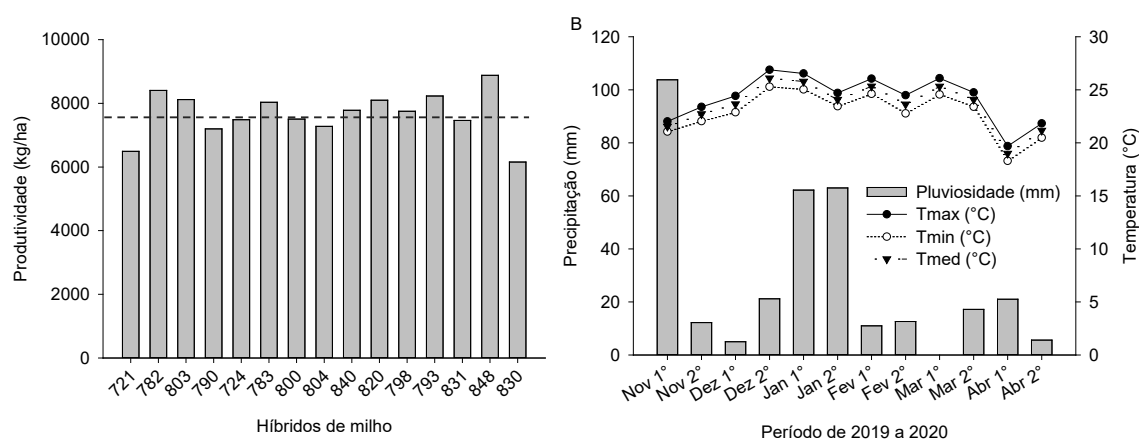 Produtividade (kg/ha)
10000
8000
6000
4000
2000
0
721
782
803
790
724
783
800
804
840
820
798
793
831
848
830
Híbridos de milho
B
Precipitação (mm)
120
100
80
60
40
20
0
Pluviosidade (mm)
Tmax (°C)
Tmin (°C)
Tmed (°C)
30
25
20
15
10
5
0
Temperatura (°C)
Nov 1°
Nov 2°
Dez 1°
Dez 2°
Jan 1°
Jan 2°
Fev 1°
Fev 2°
Mar 1°
Mar 2°
Abr 1°
Abr 2°
Período de 2019 a 2020